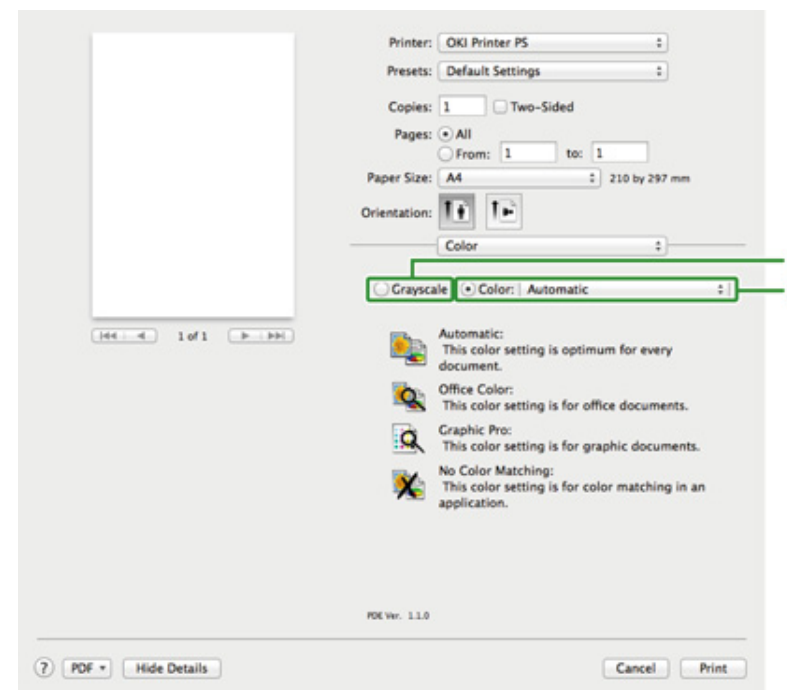 Printer: OKI Printer PS
Presets: Default Settings
Copies: 1 Two-Sided
Pages: All
From: 1 to: 1
Paper Size: A4 210 by 297 mm
Orientation:
Color
Grayscale Color: Automatic
1 of 1
Automatic:
This color setting is optimum for every
document.
Office Color:
This color setting is for office documents.
Graphic Pro:
This color setting is for graphic documents.
No Color Matching:
This color setting is for color matching in an
application.
PDE Ver. 1.1.0
? PDF Hide Details Cancel Print